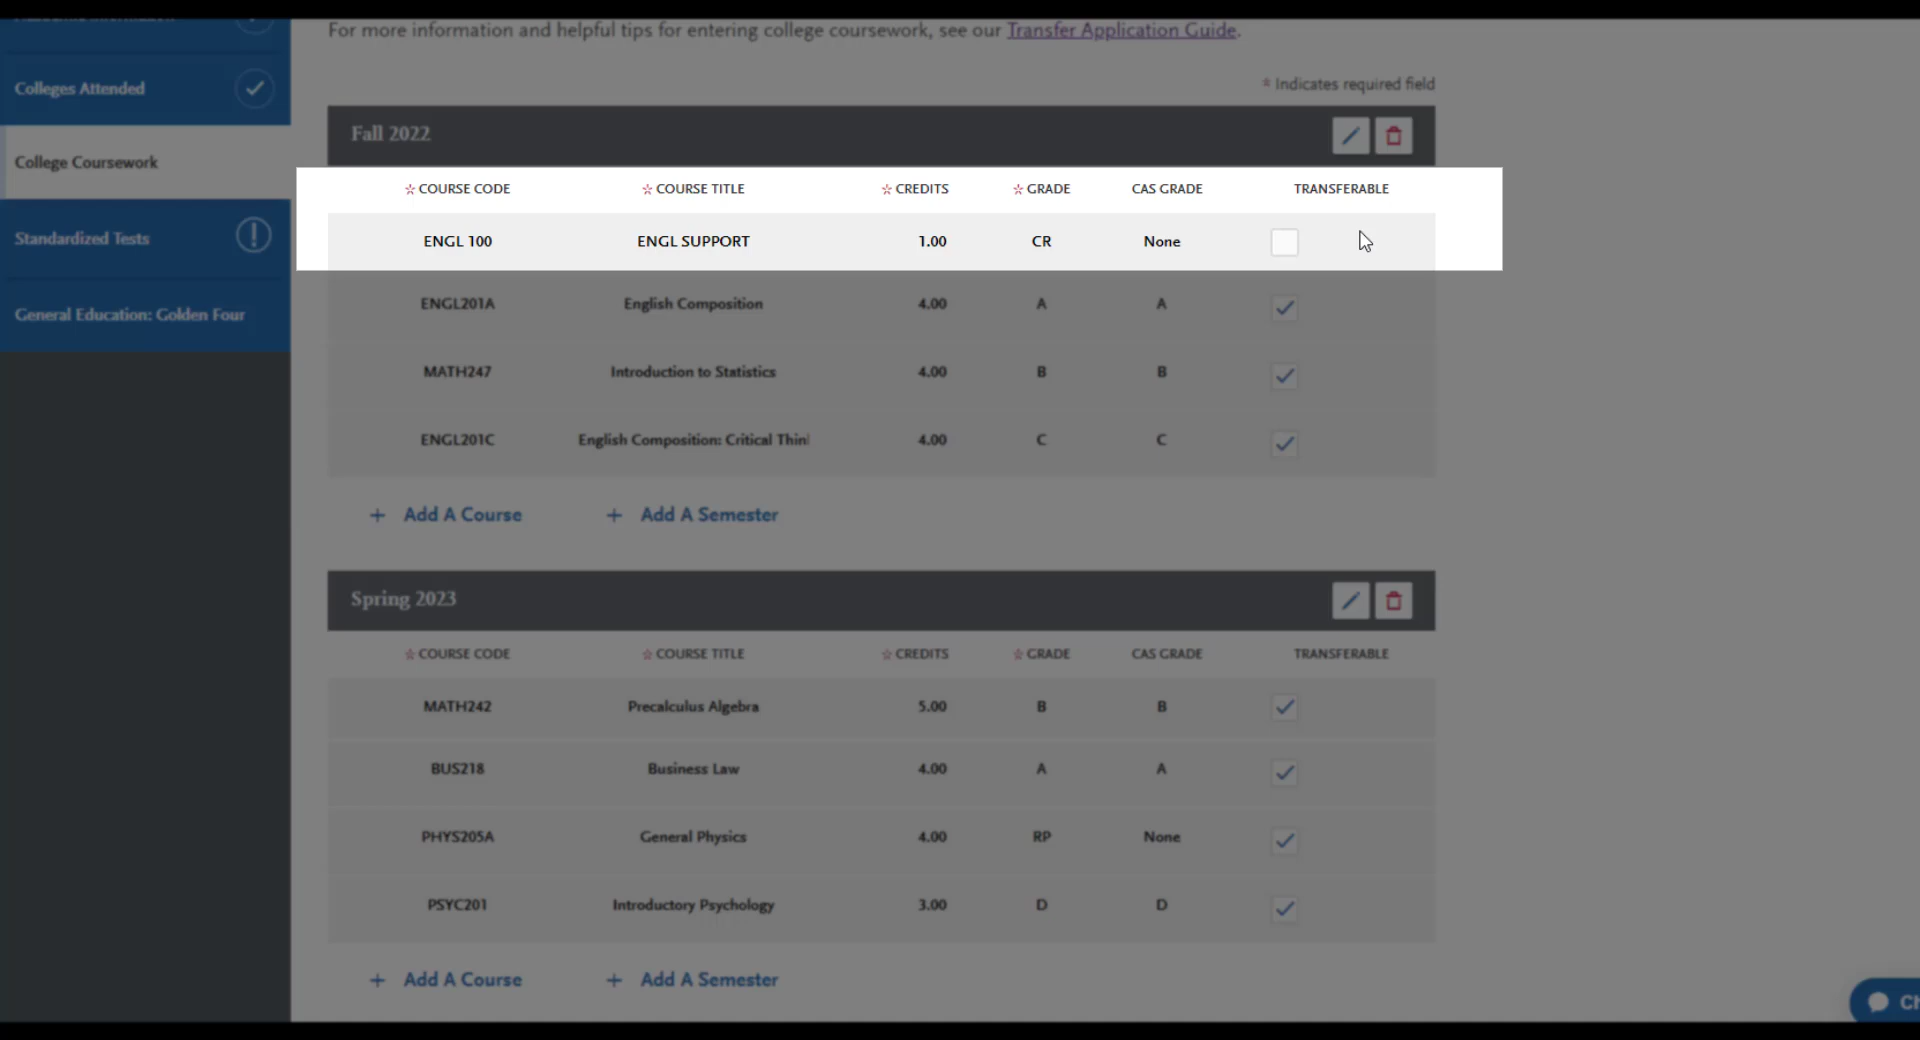 For more information and helpful tips for entering college coursework, see our Transfer Application Guide.
Colleges Attended
College Coursework
Standardized Tests
General Education: Golden Four
* Indicates required field
Fall 2022
COURSE CODE COURSE TITLE CREDITS GRADE CAS GRADE TRANSFERABLE
ENGL 100 ENGL SUPPORT 1.00 CR None
ENGL201A English Composition 4.00 A A
MATH247 Introduction to Statistics 4.00 B B
ENGL201C English Composition: Critical Thin 4.00 C C
+ Add A Course + Add A Semester
Spring 2023
COURSE CODE COURSE TITLE CREDITS GRADE CAS GRADE TRANSFERABLE
MATH242 Precalculus Algebra 5.00 B B
BUS218 Business Law 4.00 A A
PHYS205A General Physics 4.00 RP None
PSYC201 Introductory Psychology 3.00 D D
+ Add A Course + Add A Semester
Ch